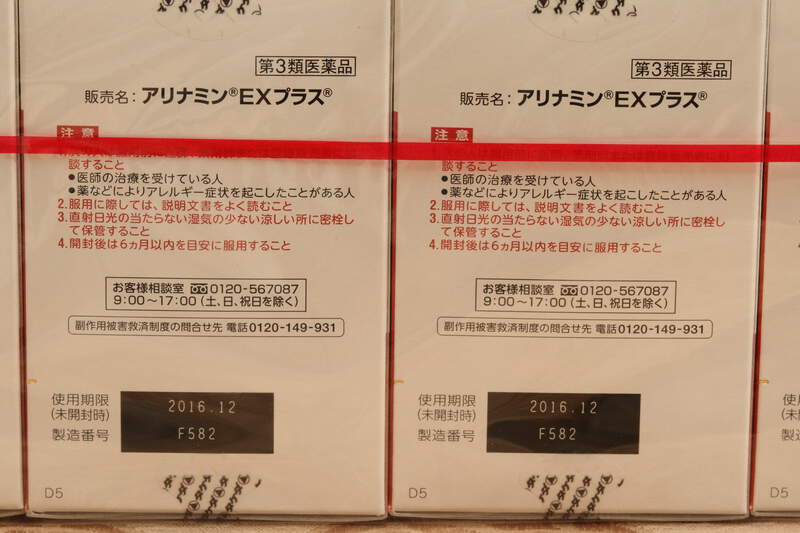 第3類医薬品
販売名：アリナミン®EXプラス®
注意
談すること
●医師の治療を受けている人
●薬などによりアレルギー症状を起こしたことがある人
2.服用に際しては、説明文書をよく読むこと
3.直射日光の当たらない湿気の少ない涼しい所に密栓
して保管すること
4.開封後は6ヵ月以内を目安に服用すること
お客様相談室 0120-567087
9:00～17:00（土、日、祝日を除く）
副作用被害救済制度の問合せ先 電話0120-149-931
使用期限
(未開封時)
2016.12
製造番号
F582
タケダ
D5
第3類医薬品
販売名：アリナミン®EXプラス®
注意
談すること
●医師の治療を受けている人
●薬などによりアレルギー症状を起こしたことがある人
2.服用に際しては、説明文書をよく読むこと
3.直射日光の当たらない湿気の少ない涼しい所に密栓
して保管すること
4.開封後は6ヵ月以内を目安に服用すること
お客様相談室 0120-567087
9:00～17:00（土、日、祝日を除く）
副作用被害救済制度の問合せ先 電話0120-149-931
使用期限
(未開封時)
2016.12
製造番号
F582
タケダ
D5
D5